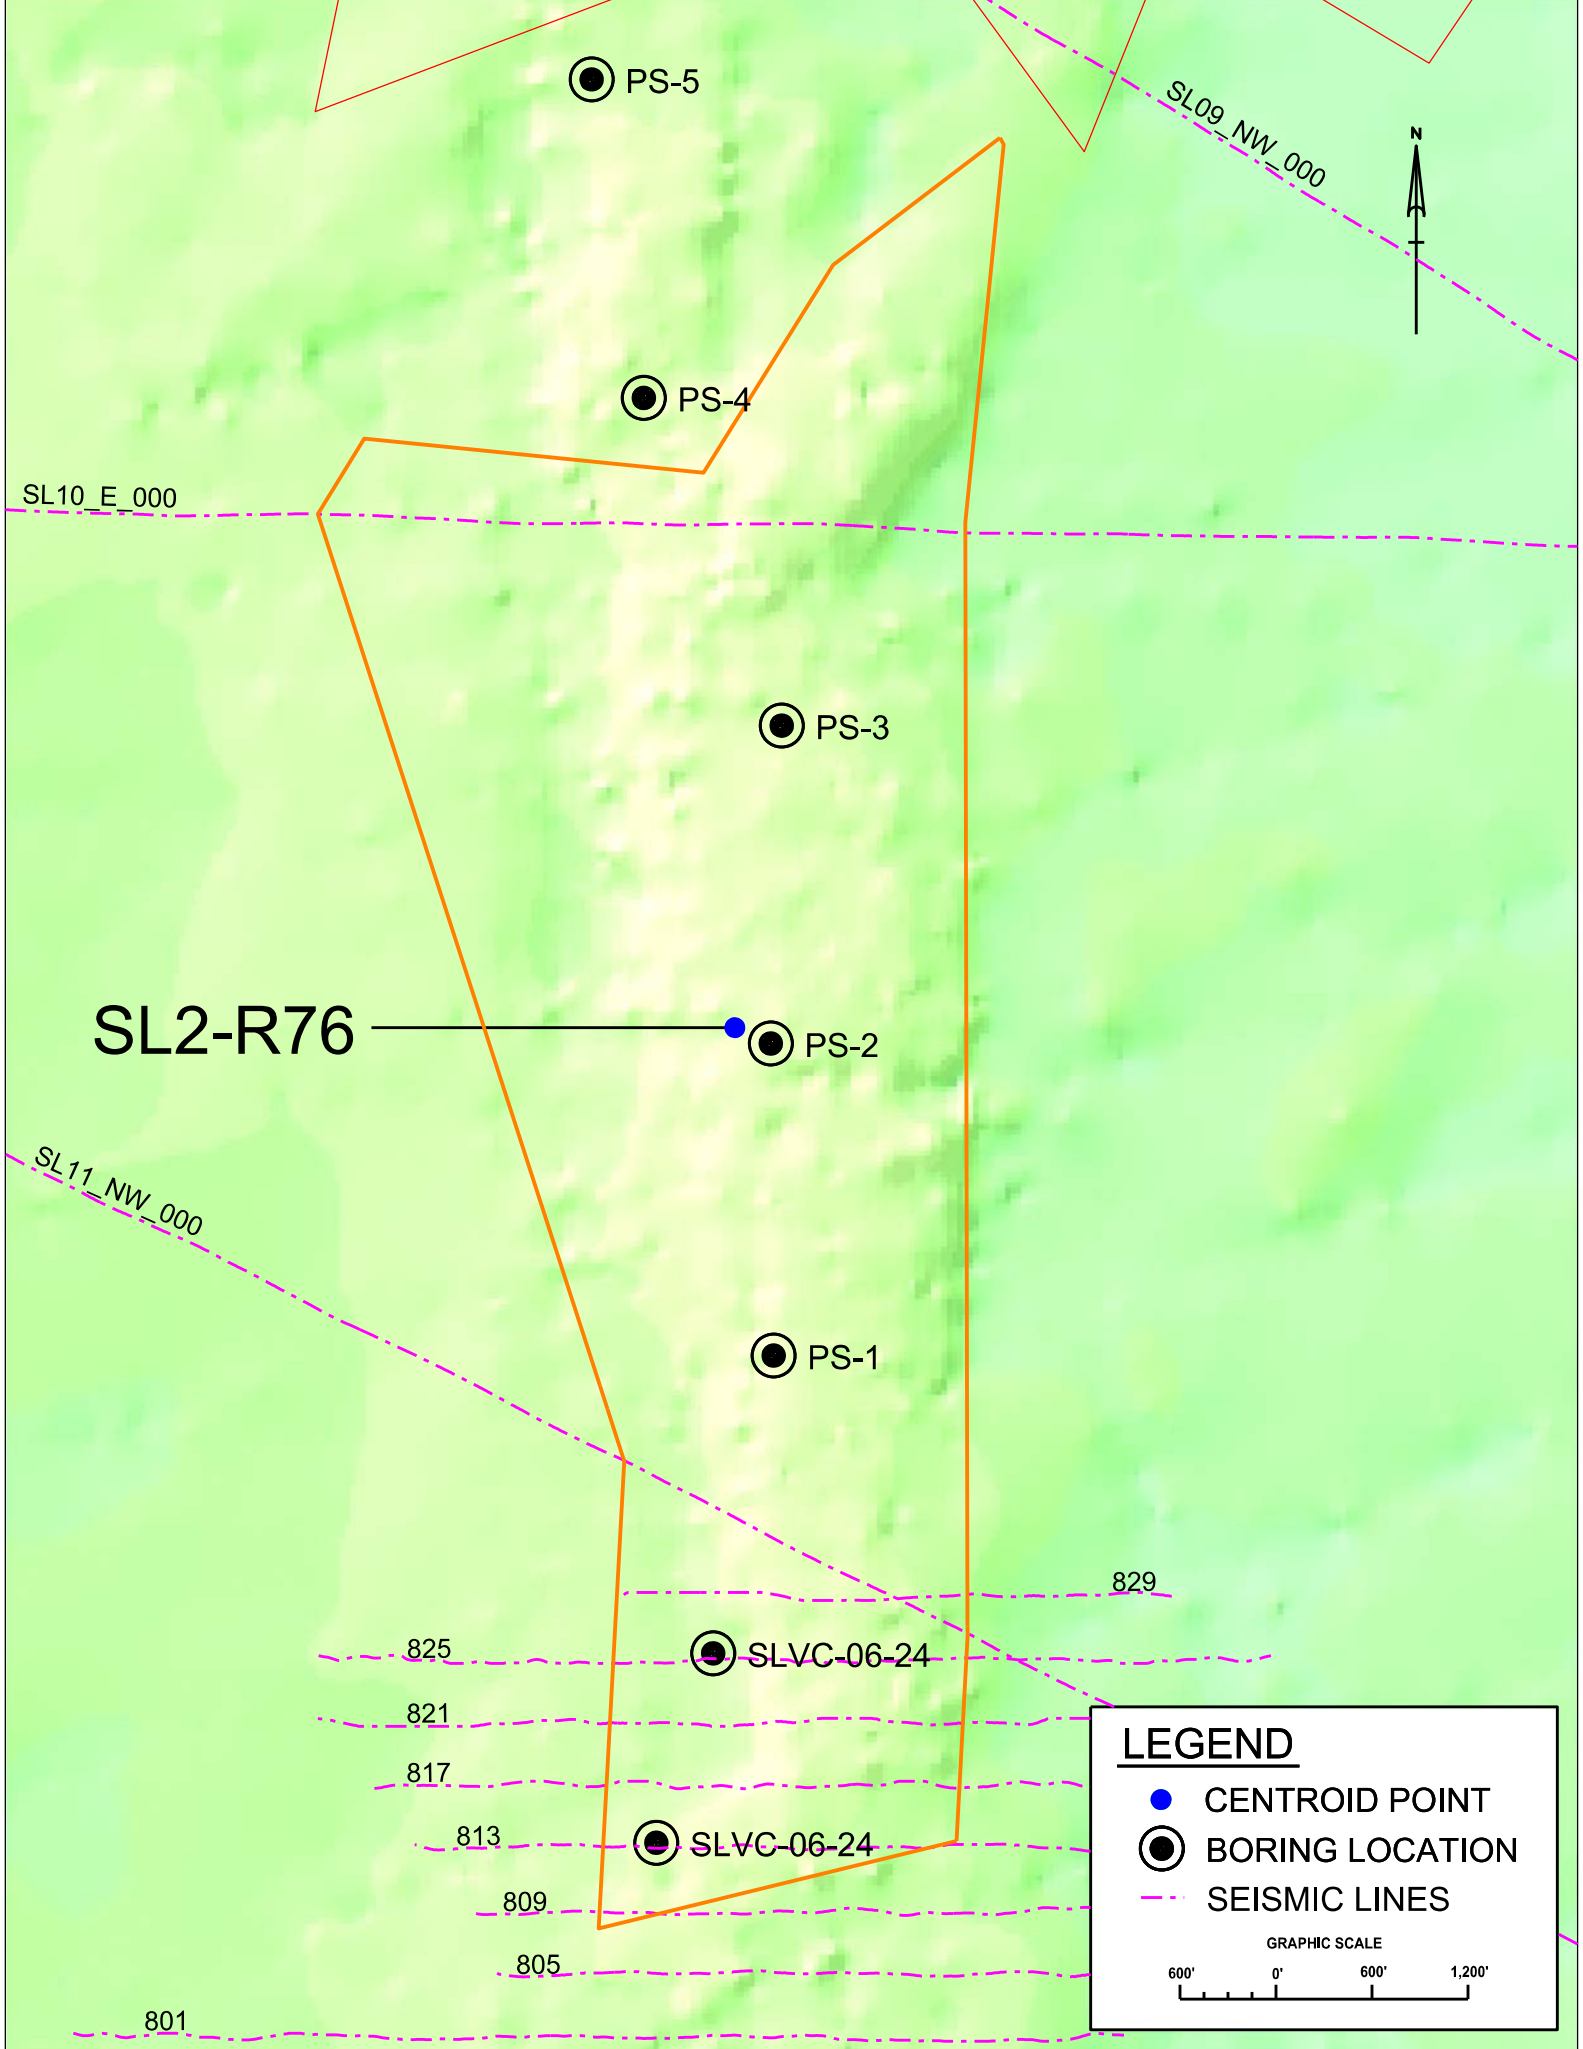 PS-5
SL09_NW_000
N
PS-4
SL10_E_000
PS-3
SL2-R76
PS-2
SL11_NW_000
PS-1
829
825
SLVC-06-24
821
817
813
SLVC-06-24
809
805
801
LEGEND
CENTROID POINT
BORING LOCATION
SEISMIC LINES
GRAPHIC SCALE
600' 0' 600' 1,200'